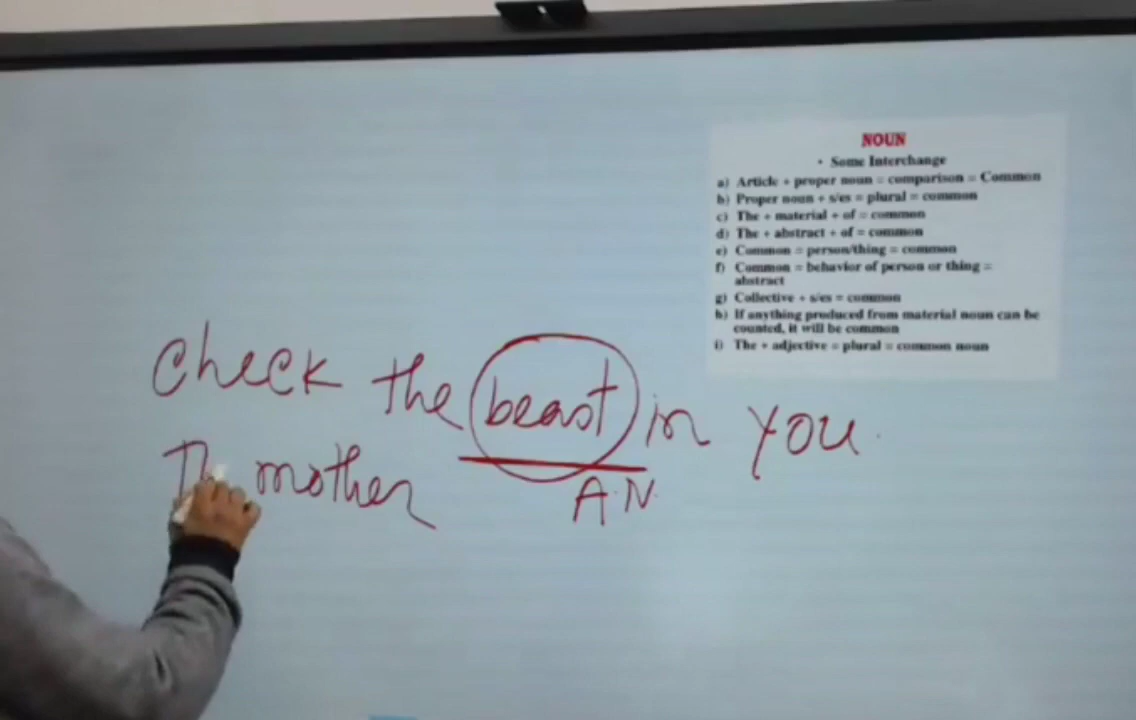 NOUN
• Some Interchange
a) Article + proper noun = comparison = Common
b) Proper noun + s/es = plural = common
c) The + material + of = common
d) The + abstract + of = common
e) Common = person/thing = common
f) Common = behavior of person or thing =
abstract
g) Collective + s/es = common
h) If anything produced from material noun can be
counted, it will be common
i) The + adjective = plural = common noun
Check the beast in you.
A.N.
mother